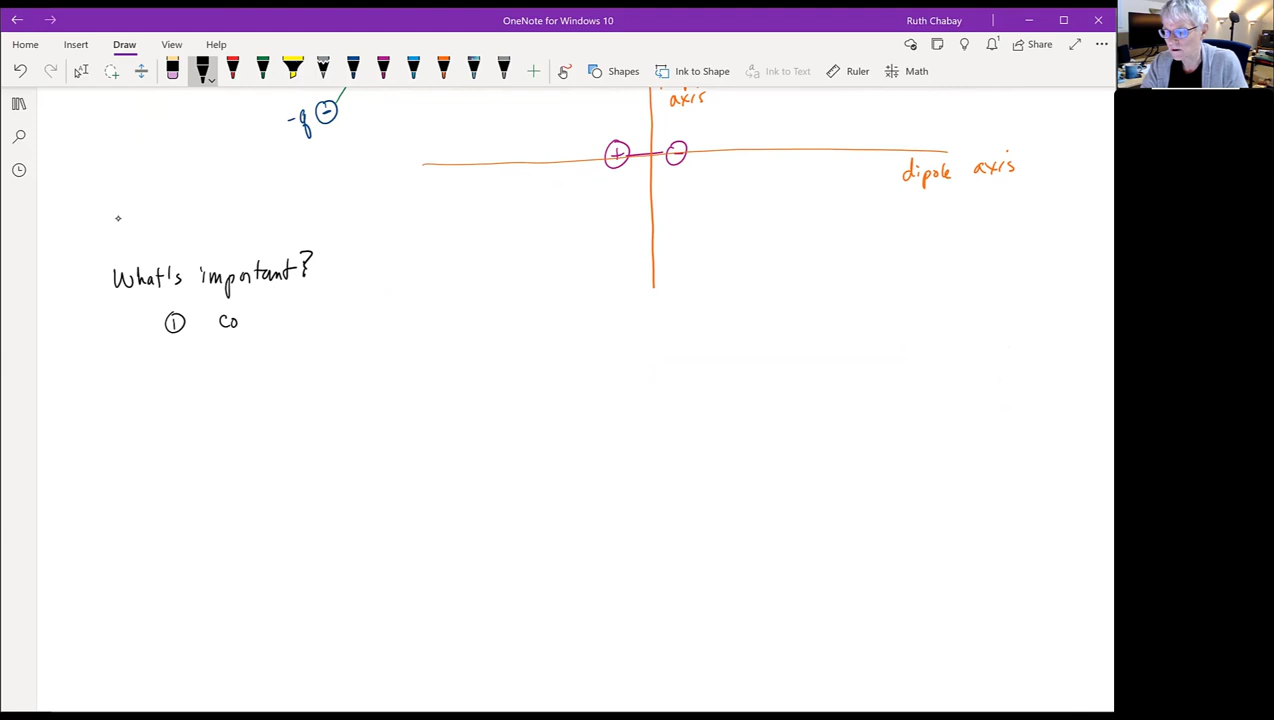 OneNote for Windows 10
Ruth Chabay
Home Insert Draw View Help
Share
Shapes
Ink to Shape
Ink to Text
Ruler
Math
axis
-q -
+ -
dipole axis
What's important?
1 co